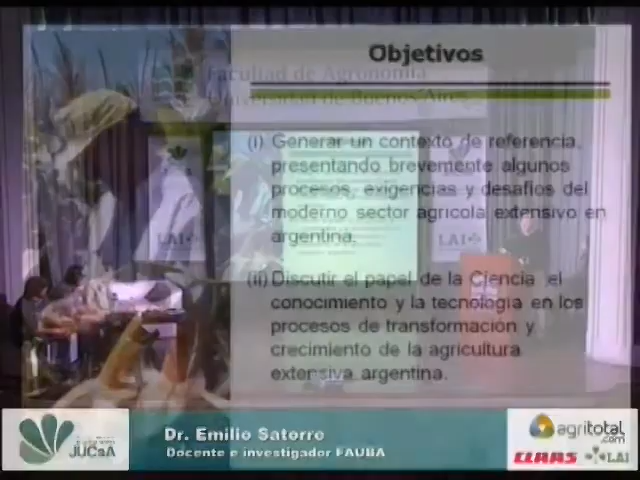 Objetivos
Facultad de Agronomía
Universidad de Buenos Aires
(i) Generar un contexto de referencia,
presentando brevemente algunos
procesos, exigencias y desafíos del
moderno sector agrícola extensivo en
argentina.
LAI
LAI
(ii) Discutir el papel de la Ciencia ,el
conocimiento y la tecnología en los
procesos de transformación y
crecimiento de la agricultura
extensiva argentina.
JUCaA
Dr. Emilio Satorre
Docente e investigador FAUBA
agritotal
.com
CLAAS LAI